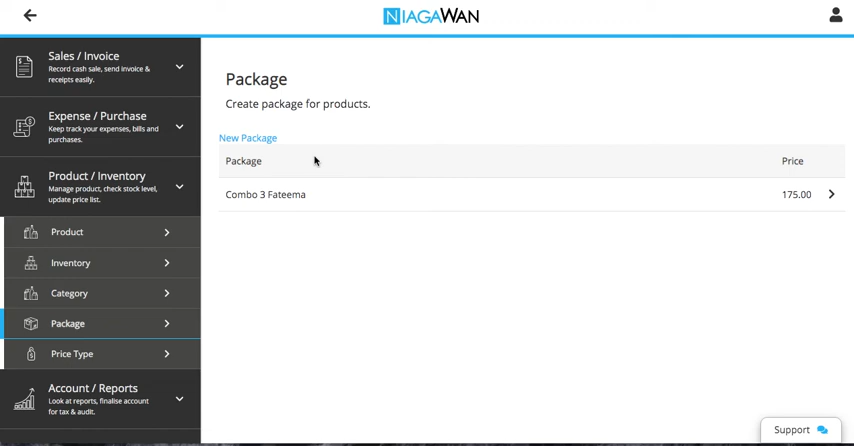 NIAGAWAN
Sales / Invoice
Record cash sale, send invoice &
receipts easily.
Expense / Purchase
Keep track your expenses, bills and
purchases.
Product / Inventory
Manage product, check stock level,
update price list.
Product
Inventory
Category
Package
Price Type
Account / Reports
Look at reports, finalise account
for tax & audit.
Package
Create package for products.
New Package
Package Price
Combo 3 Fateema 175.00
Support